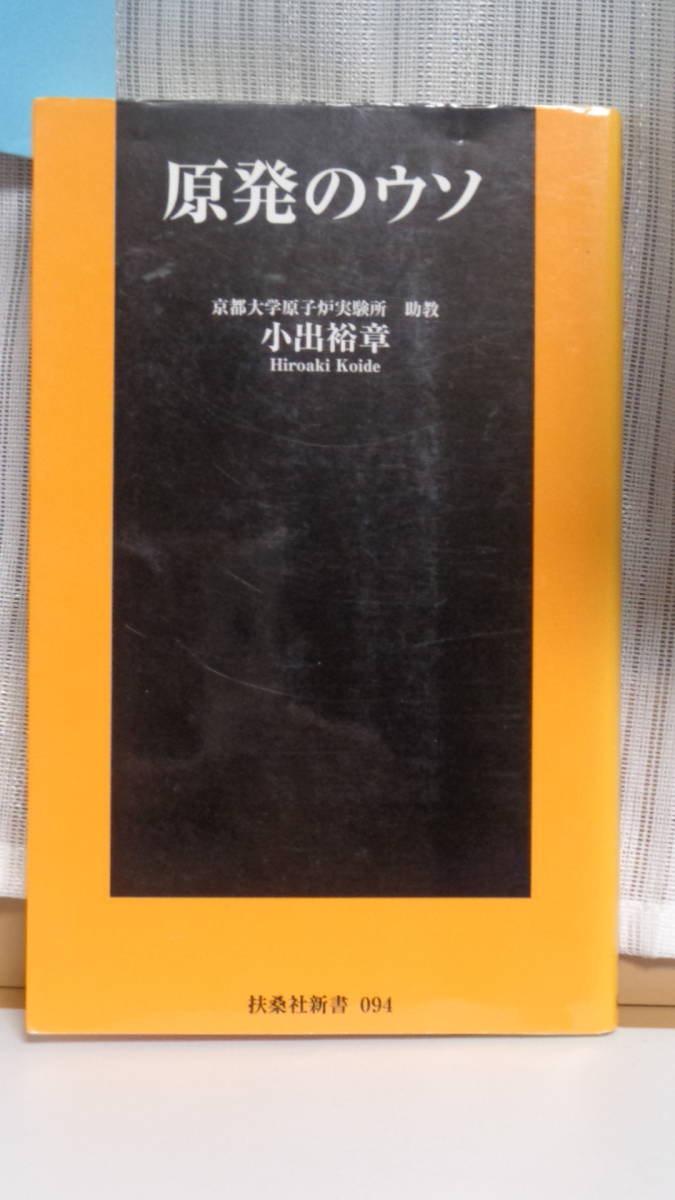 原発のウソ
京都大学原子炉実験所　助教
小出裕章
Hiroaki Koide
扶桑社新書 094